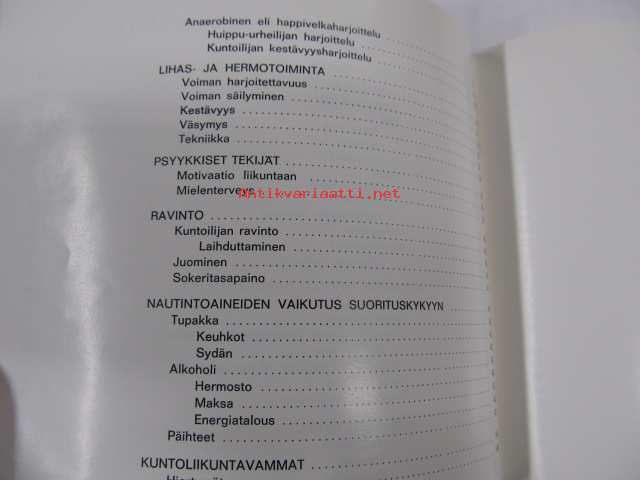 Anaerobinen eli happivelkaharjoittelu
Huippu-urheilijan harjoittelu
Kuntoilijan kestävyysharjoittelu
LIHAS- JA HERMOTOIMINTA
Voiman harjoitettavuus
Voiman säilyminen
Kestävyys
Väsymys
Tekniikka
PSYYKKISET TEKIJÄT
Motivaatio liikuntaan
Mielenterveys
Antikvariaatti.net
RAVINTO
Kuntoilijan ravinto
Laihduttaminen
Juominen
Sokeritasapaino
NAUTINTOAINEIDEN VAIKUTUS SUORITUSKYKYYN
Tupakka
Keuhkot
Sydän
Alkoholi
Hermosto
Maksa
Energiatalous
Päihteet
KUNTOLIIKUNTAVAMMAT